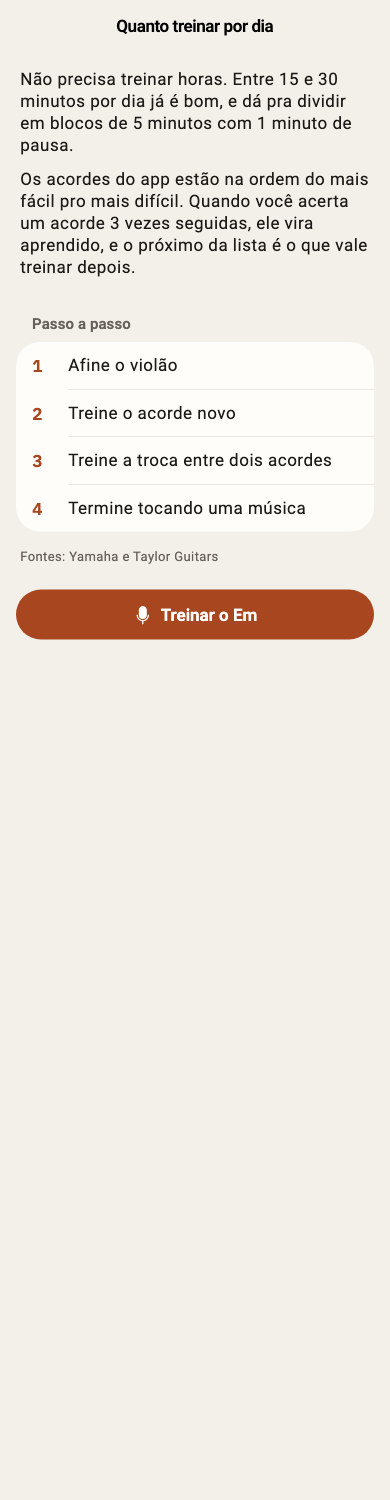 Quanto treinar por dia
Não precisa treinar horas. Entre 15 e 30
minutos por dia já é bom, e dá pra dividir
em blocos de 5 minutos com 1 minuto de
pausa.
Os acordes do app estão na ordem do mais
fácil pro mais difícil. Quando você acerta
um acorde 3 vezes seguidas, ele vira
aprendido, e o próximo da lista é o que vale
treinar depois.
Passo a passo
1 Afine o violão
2 Treine o acorde novo
3 Treine a troca entre dois acordes
4 Termine tocando uma música
Fontes: Yamaha e Taylor Guitars
Treinar o Em